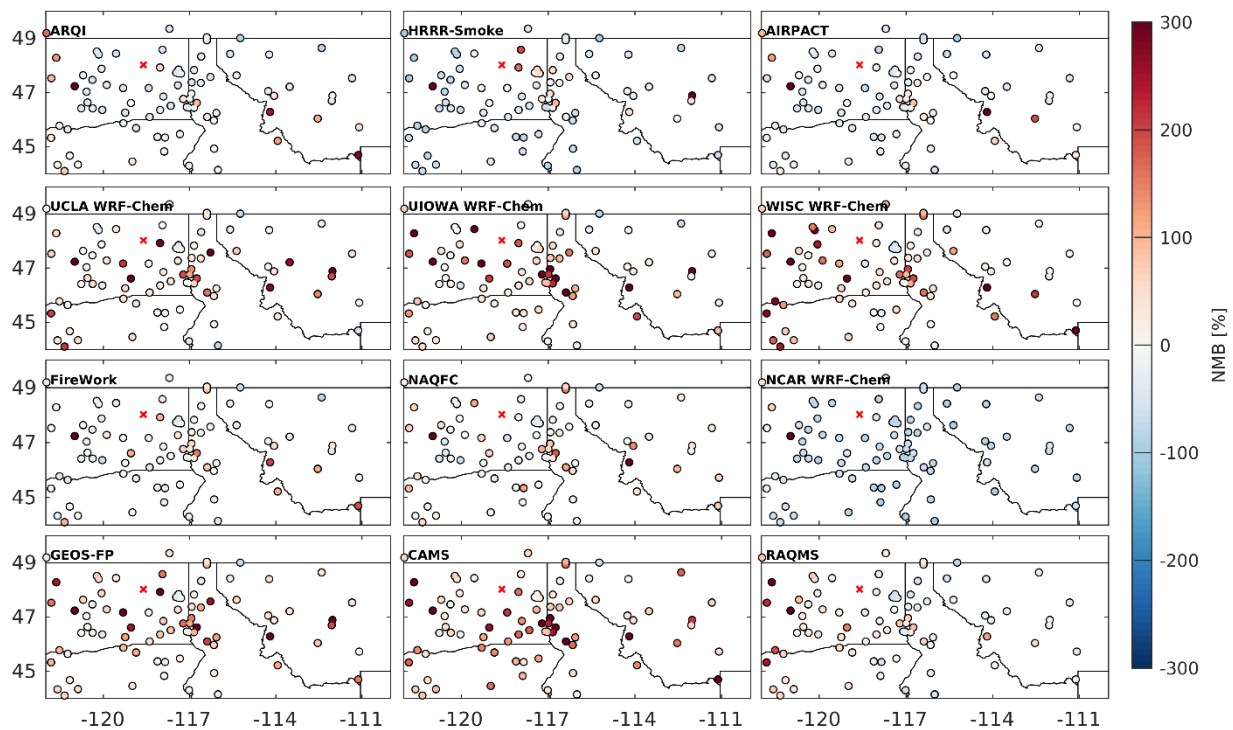 ARQI
HRRR-Smoke
AIRPACT
49
47
45
UCLA WRF-Chem
UIOWA WRF-Chem
WISC WRF-Chem
49
47
45
FireWork
NAQFC
NCAR WRF-Chem
49
47
45
GEOS-FP
CAMS
RAQMS
49
47
45
-120
-117
-114
-111
-120
-117
-114
-111
-120
-117
-114
-111
300
200
100
0
-100
-200
-300
NMB [%]